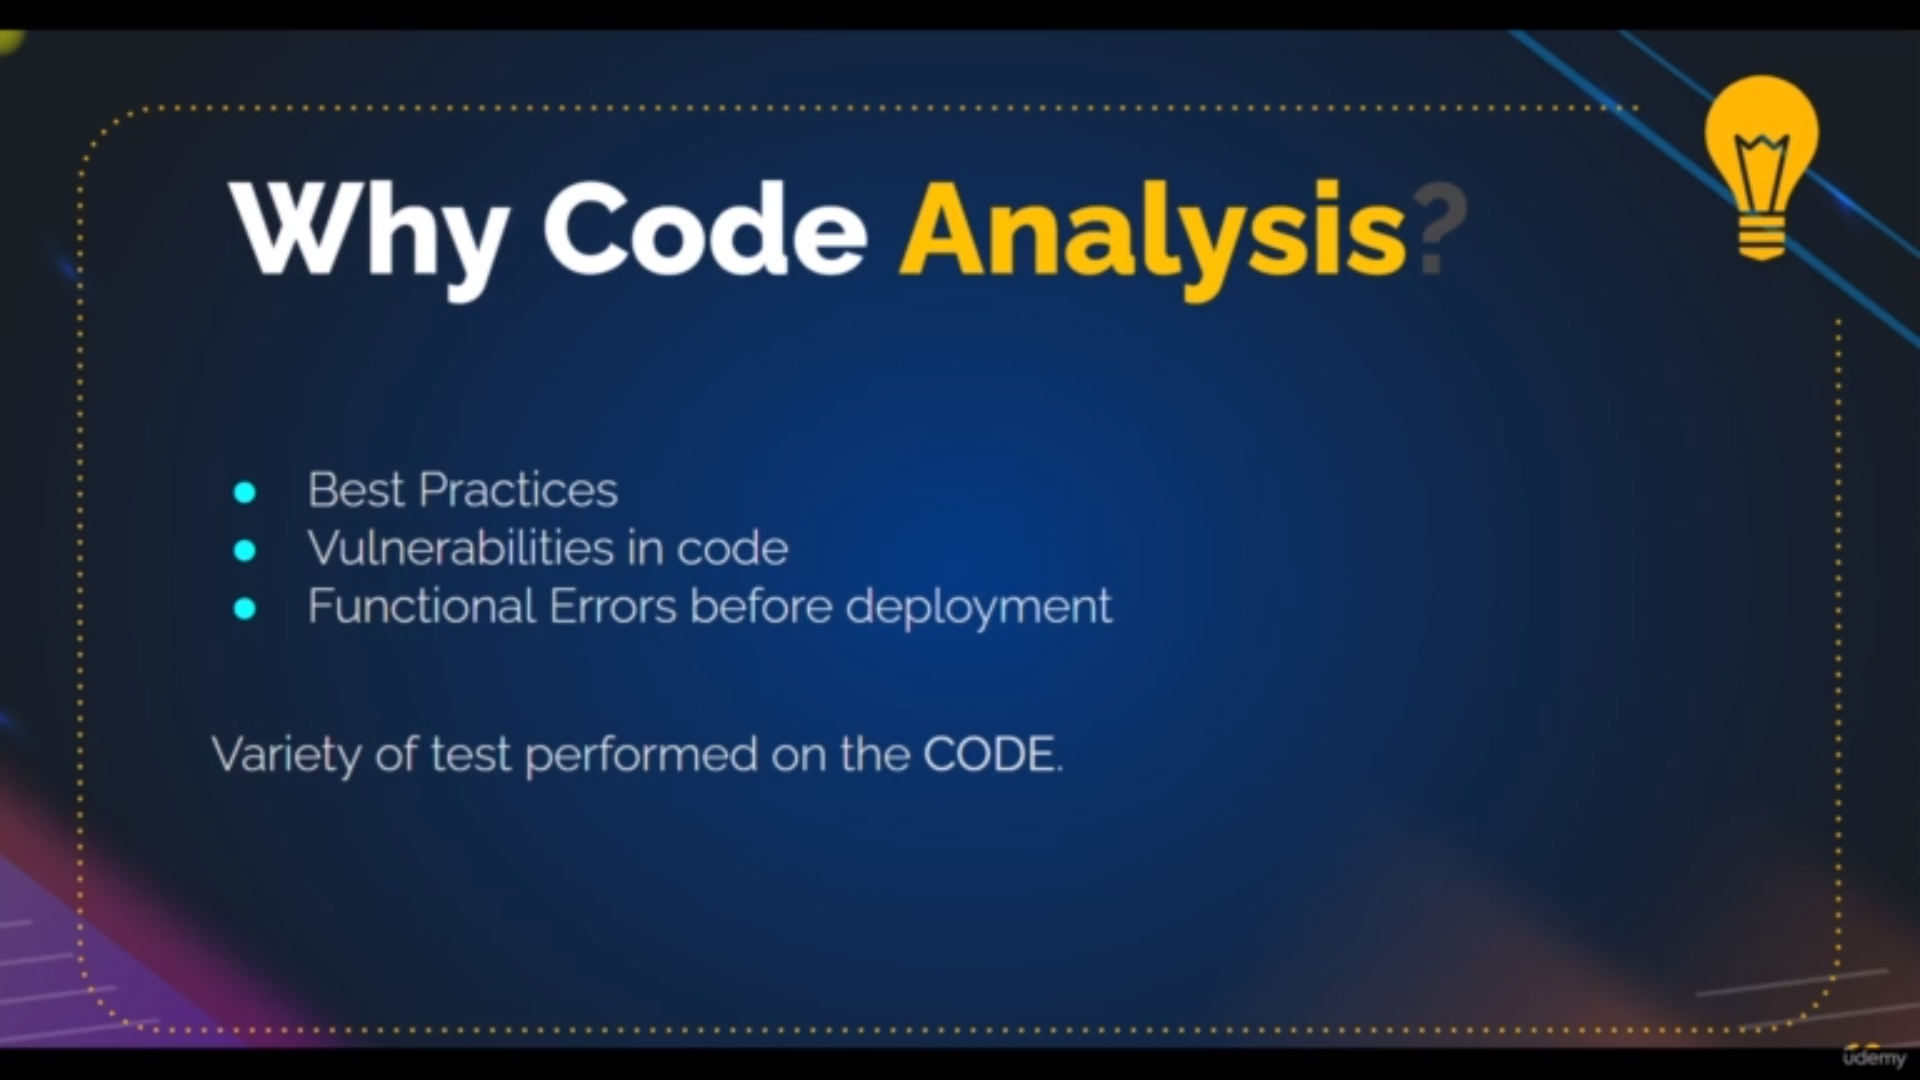 Why Code Analysis?
Best Practices
Vulnerabilities in code
Functional Errors before deployment
Variety of test performed on the CODE.
udemy